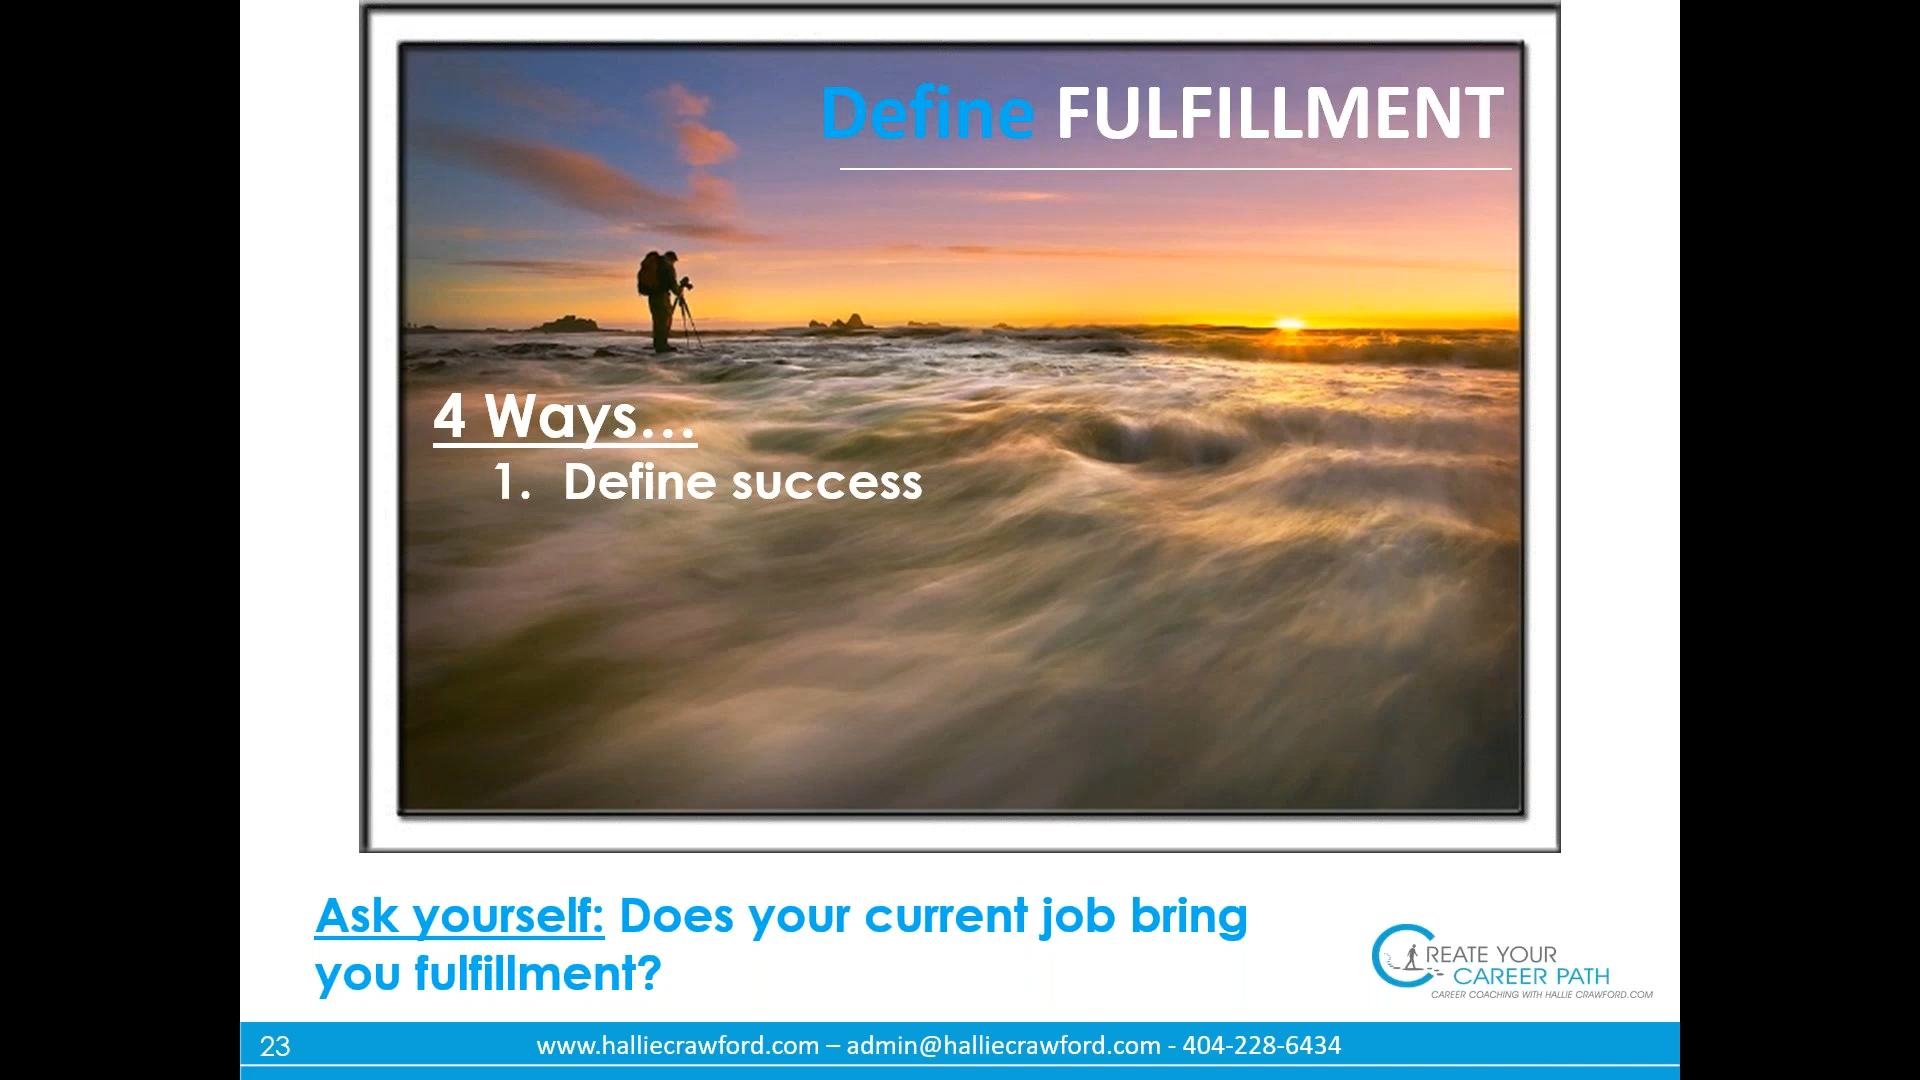 Define FULFILLMENT
4 Ways...
1. Define success
Ask yourself: Does your current job bring
you fulfillment?
CREATE YOUR
CAREER PATH
CAREER COACHING WITH HALLIE CRAWFORD.COM
23
www.halliecrawford.com – admin@halliecrawford.com - 404-228-6434